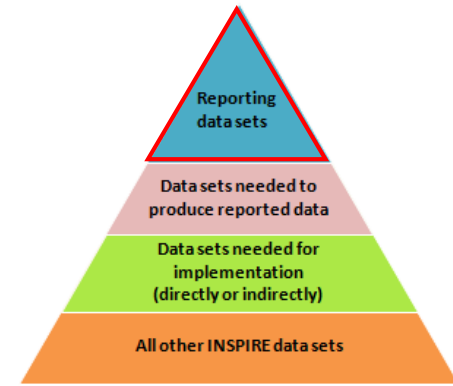 Reporting
data sets
Data sets needed to
produce reported data
Data sets needed for
implementation
(directly or indirectly)
All other INSPIRE data sets